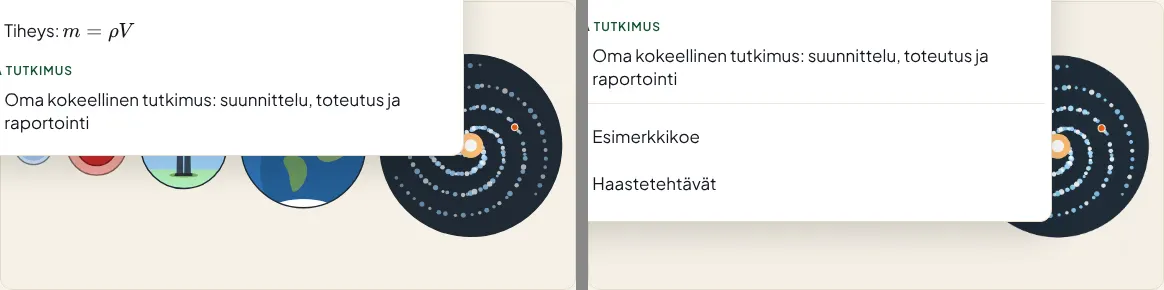 Tiheys: m = ρV
TUTKIMUS
Oma kokeellinen tutkimus: suunnittelu, toteutus ja
raportointi
TUTKIMUS
Oma kokeellinen tutkimus: suunnittelu, toteutus ja
raportointi
Esimerkkikoe
Haastetehtävät